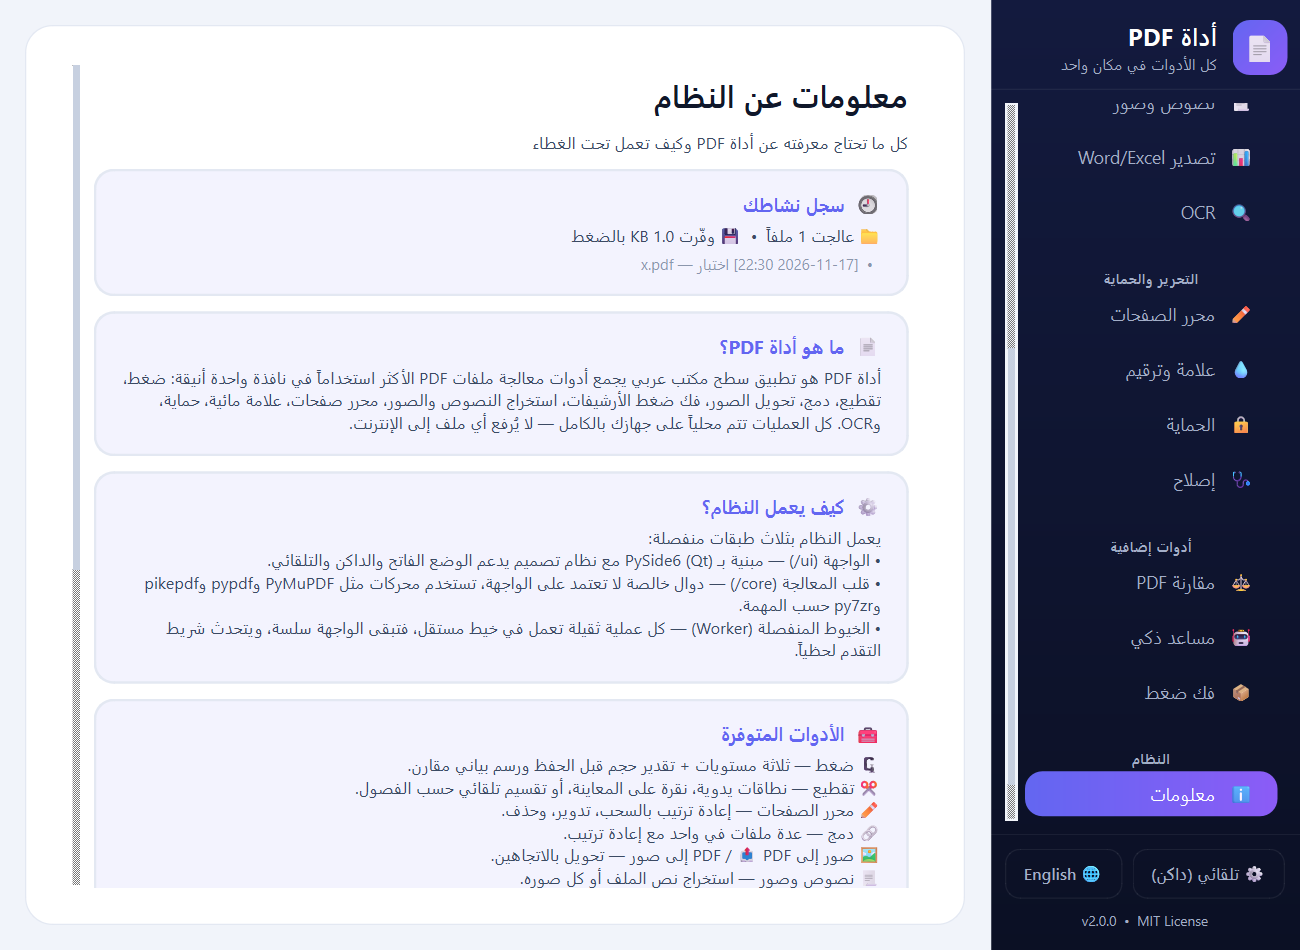 أداة PDF
كل الأدوات في مكان واحد
نصوص وصور
تصدير Word/Excel
OCR
التحرير والحماية
محرر الصفحات
علامة وترقيم
الحماية
إصلاح
أدوات إضافية
مقارنة PDF
مساعد ذكي
فك ضغط
النظام
معلومات
تلقائي (داكن)
English
v2.0.0 • MIT License
معلومات عن النظام
كل ما تحتاج معرفته عن أداة PDF وكيف تعمل تحت الغطاء
سجل نشاطك
عالجت 1 ملفاً • وفّرت 1.0 KB بالضغط
• [2026-11-17 22:30] اختبار — x.pdf
ما هو أداة PDF؟
أداة PDF هو تطبيق سطح مكتب عربي يجمع أدوات معالجة ملفات PDF الأكثر استخداماً في نافذة واحدة أنيقة: ضغط،
تقطيع، دمج، تحويل الصور، فك ضغط الأرشيفات، استخراج النصوص والصور، محرر صفحات، علامة مائية، حماية،
وOCR. كل العمليات تتم محلياً على جهازك بالكامل — لا يُرفع أي ملف إلى الإنترنت.
كيف يعمل النظام؟
يعمل النظام بثلاث طبقات منفصلة:
• الواجهة (ui/) — مبنية بـ PySide6 (Qt) مع نظام تصميم يدعم الوضع الفاتح والداكن والتلقائي.
• قلب المعالجة (core/) — دوال خالصة لا تعتمد على الواجهة، تستخدم محركات مثل PyMuPDF وpypdf وpikepdf
وpy7zr حسب المهمة.
• الخيوط المنفصلة (Worker) — كل عملية ثقيلة تعمل في خيط مستقل، فتبقى الواجهة سلسة، ويتحدث شريط
التقدم لحظياً.
الأدوات المتوفرة
ضغط — ثلاثة مستويات + تقدير حجم قبل الحفظ ورسم بياني مقارن.
تقطيع — نطاقات يدوية، نقرة على المعاينة، أو تقسيم تلقائي حسب الفصول.
محرر الصفحات — إعادة ترتيب بالسحب، تدوير، وحذف.
دمج — عدة ملفات في واحد مع إعادة ترتيب.
صور إلى PDF / PDF إلى صور — تحويل بالاتجاهين.
نصوص وصور — استخراج نص الملف أو كل صوره.